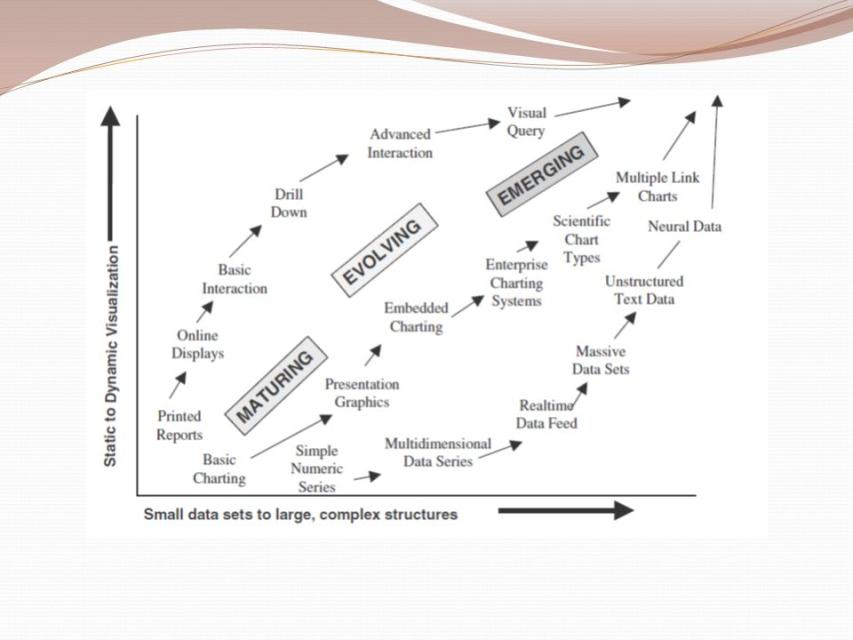 Visual
Query
Advanced
Interaction
EMERGING
Multiple Link
Charts
Drill
Down
Scientific
Chart
Types
Neural Data
EVOLVING
Basic
Interaction
Enterprise
Charting
Systems
Unstructured
Text Data
Embedded
Charting
Online
Displays
Massive
Data Sets
MATURING
Presentation
Graphics
Printed
Reports
Realtime
Data Feed
Basic
Charting
Simple
Numeric
Series
Multidimensional
Data Series
Static to Dynamic Visualization
Small data sets to large, complex structures